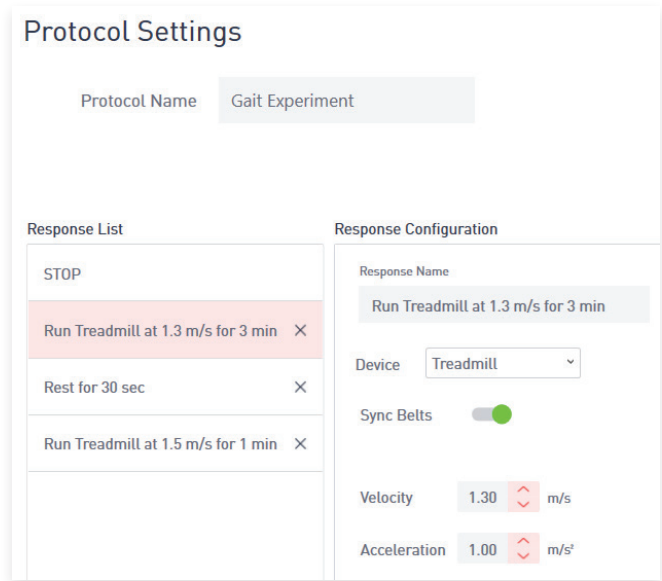 Protocol Settings
Protocol Name Gait Experiment
Response List
STOP
Run Treadmill at 1.3 m/s for 3 min
Rest for 30 sec
Run Treadmill at 1.5 m/s for 1 min
Response Configuration
Response Name
Run Treadmill at 1.3 m/s for 3 min
Device Treadmill
Sync Belts
Velocity 1.30 m/s
Acceleration 1.00 m/s²